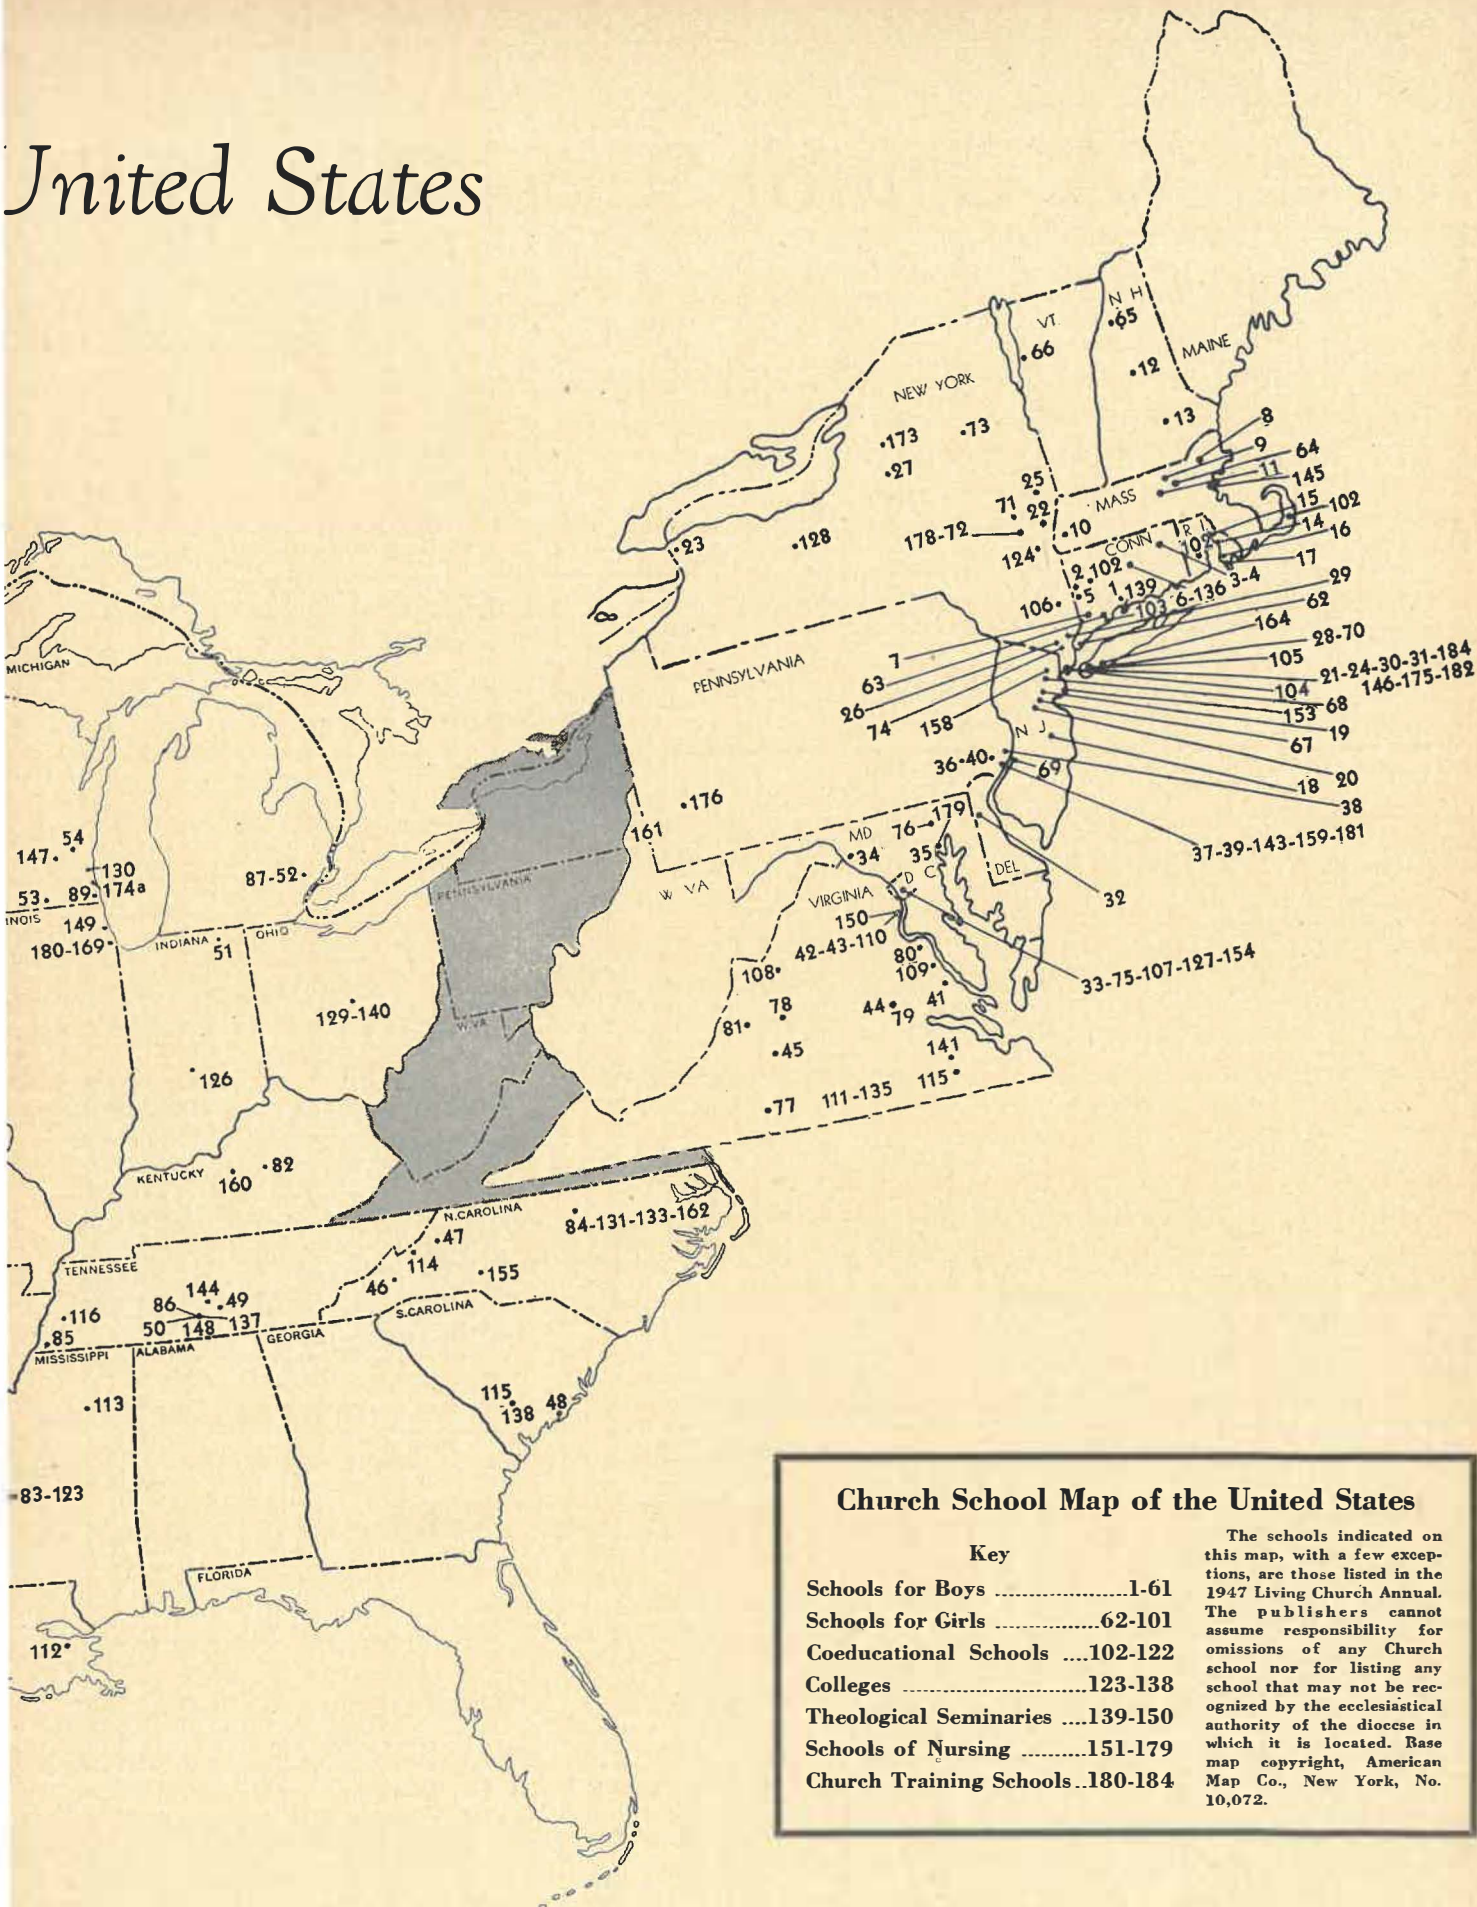 United States
N H
•65
VT
•66
MAINE
•12
NEW YORK
•13
8
•173
•73
9
64
•27
11
145
25
MASS
15
102
71
22
14
16
178-72
•10
R I
•23
•128
CONN
102
17
124•
2
102
3-4
29
106•
•5
1
139
103
6-136
62
164
7
28-70
MICHIGAN
PENNSYLVANIA
105
21-24-30-31-184
63
104
146-175-182
26
68
74
158
153
19
N J
67
36•40•
69
18
20
38
•176
179
54
161
MD
76
37-39-143-159-181
147•
•34
35
130
87-52•
DEL
53•
89•
174a
PENNSYLVANIA
W VA
D C
32
INOIS
VIRGINIA
149
150
180-169•
INDIANA
51
OHIO
42-43-110
80•
108•
109•
33-75-107-127-154
129-140
78
44•
41
W.VA
81•
79
•45
141
•126
115•
•77
111-135
KENTUCKY
160
•82
N.CAROLINA
84-131-133-162
•47
TENNESSEE
114
46•
•155
144
86
•49
•116
S.CAROLINA
50
148
137
•85
GEORGIA
MISSISSIPPI
ALABAMA
115
•113
138
48
83-123
FLORIDA
112•
Church School Map of the United States
Key
Schools for Boys ....................1-61
Schools for Girls ...............62-101
Coeducational Schools ....102-122
Colleges ............................123-138
Theological Seminaries ....139-150
Schools of Nursing ..........151-179
Church Training Schools..180-184
The schools indicated on
this map, with a few excep-
tions, are those listed in the
1947 Living Church Annual.
The publishers cannot
assume responsibility for
omissions of any Church
school nor for listing any
school that may not be rec-
ognized by the ecclesiastical
authority of the diocese in
which it is located. Base
map copyright, American
Map Co., New York, No.
10,072.